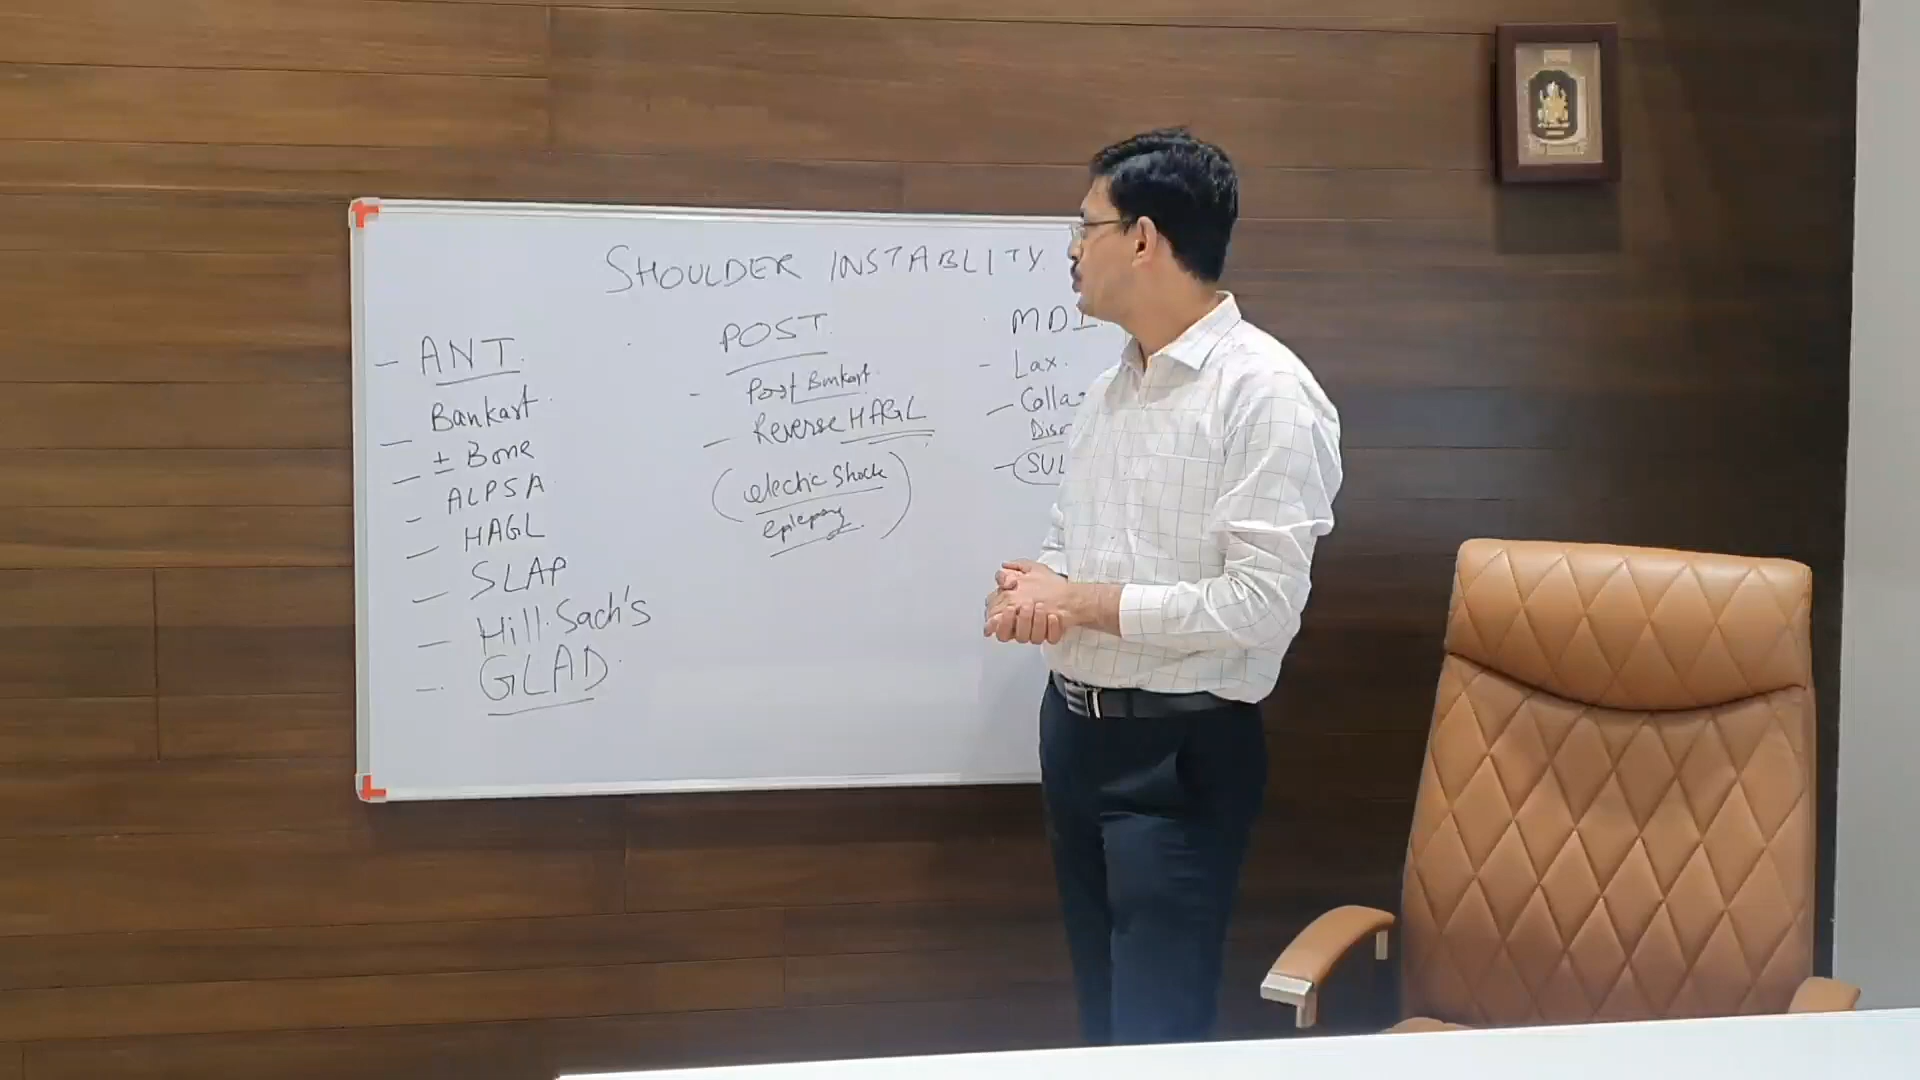 SHOULDER INSTABLITY.
- ANT.
- Bankart.
- ± Bone
- ALPSA
- HAGL
- SLAP
- Hill.Sach's
- GLAD.
POST.
- Post Bankart.
- Reverse HAGL
(electic Shock
epilepsy.)
MDI.
- Lax.
- Colla
Diso
- SUL